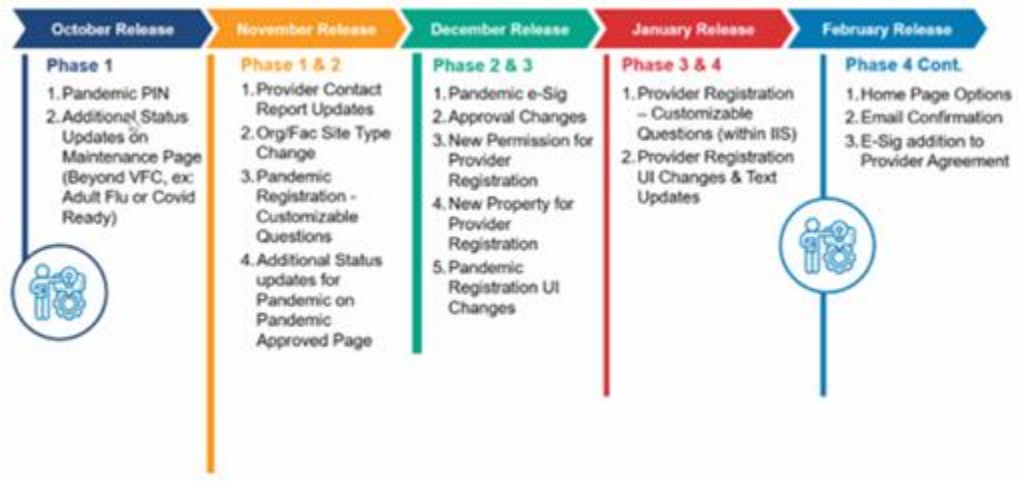 October Release
November Release
December Release
January Release
February Release
Phase 1
1. Pandemic PIN
2. Additional Status
Updates on
Maintenance Page
(Beyond VFC, ex:
Adult Flu or Covid
Ready)
Phase 1 & 2
1. Provider Contact
Report Updates
2. Org/Fac Site Type
Change
3. Pandemic
Registration -
Customizable
Questions
4. Additional Status
updates for
Pandemic on
Pandemic
Approved Page
Phase 2 & 3
1. Pandemic e-Sig
2. Approval Changes
3. New Permission for
Provider
Registration
4. New Property for
Provider
Registration
5. Pandemic
Registration UI
Changes
Phase 3 & 4
1. Provider Registration
– Customizable
Questions (within IIS)
2. Provider Registration
UI Changes & Text
Updates
Phase 4 Cont.
1. Home Page Options
2. Email Confirmation
3. E-Sig addition to
Provider Agreement